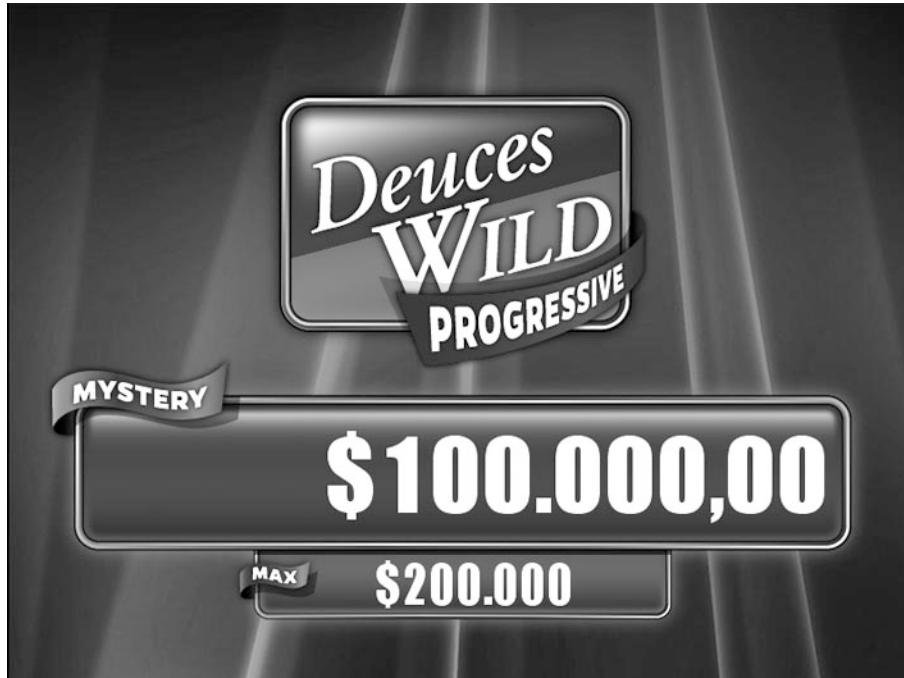 Deuces
WILD
PROGRESSIVE
MYSTERY
$100.000,00
MAX
$200.000